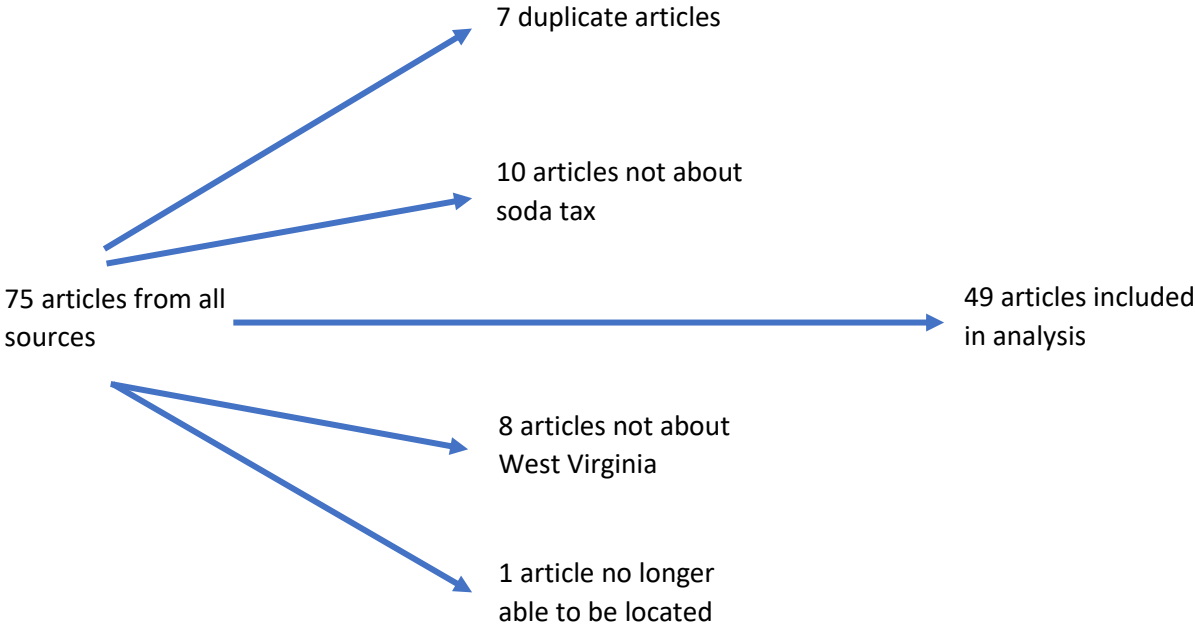 7 duplicate articles
10 articles not about
soda tax
75 articles from all
sources
49 articles included
in analysis
8 articles not about
West Virginia
1 article no longer
able to be located